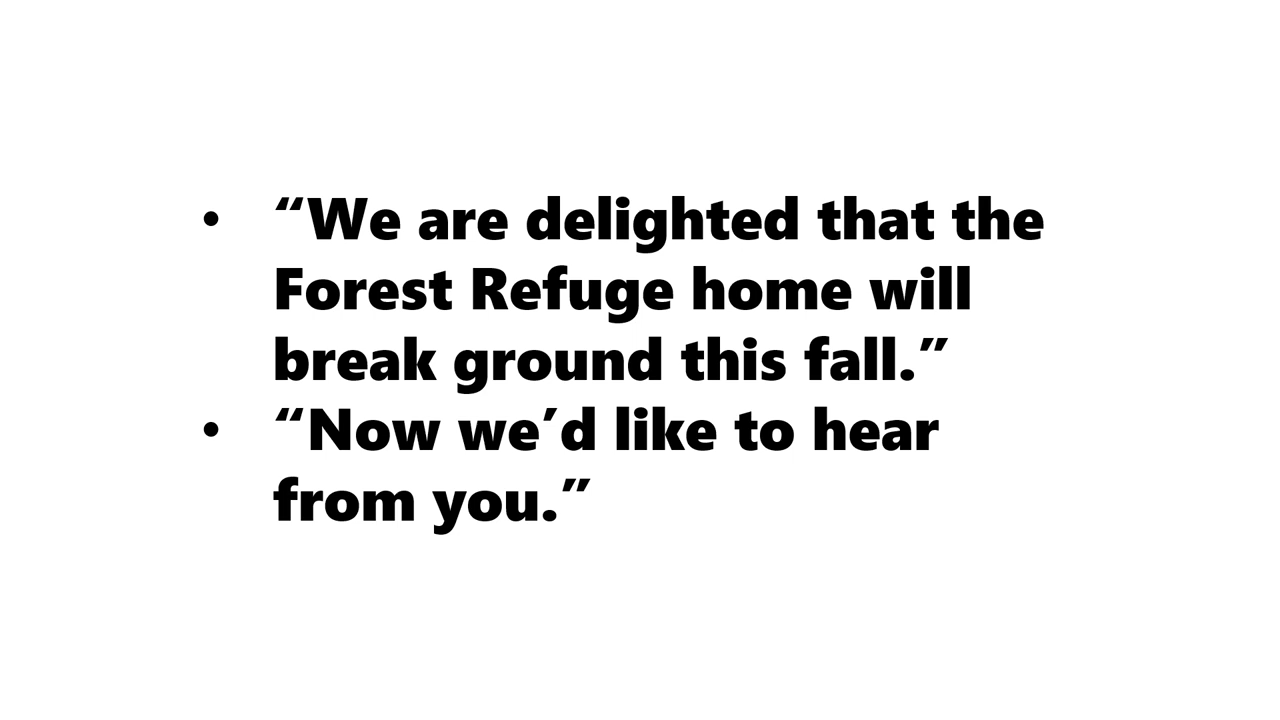 • “We are delighted that the
Forest Refuge home will
break ground this fall.”
• “Now we’d like to hear
from you.”